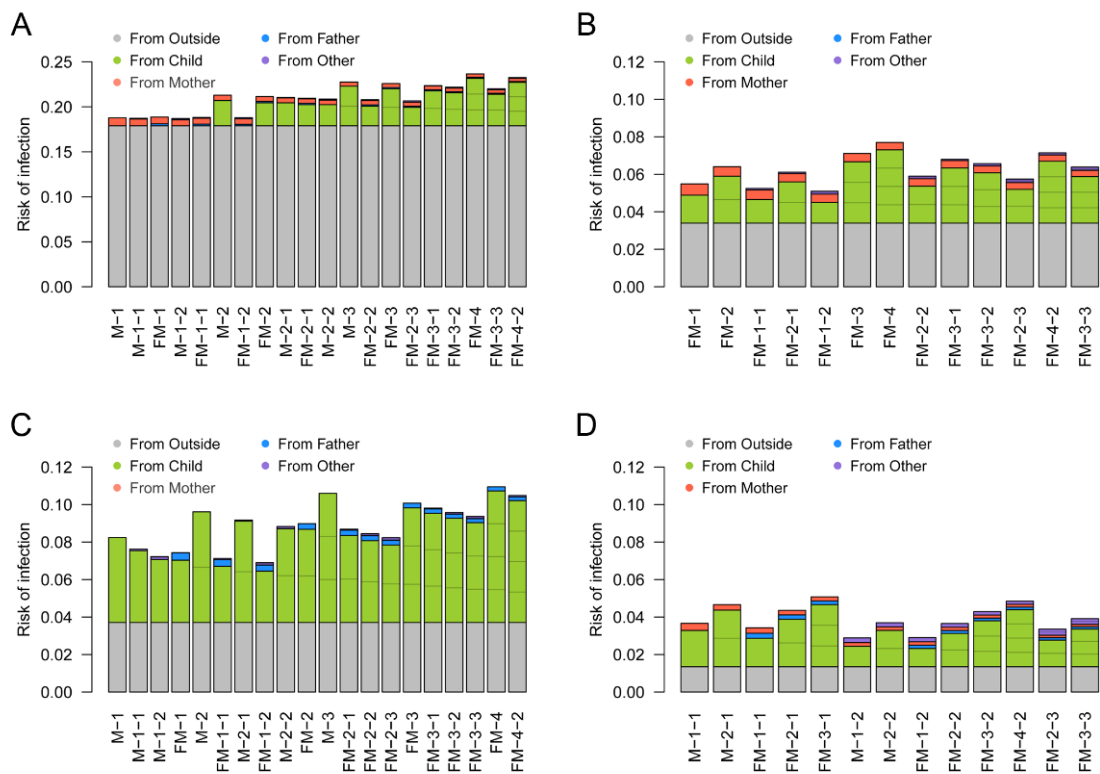 A
From Outside
From Child
From Mother
From Father
From Other
Risk of infection
0.25
0.20
0.15
0.10
0.05
0.00
M−1
M−1−1
FM−1
M−1−2
FM−1−1
M−2
FM−1−2
FM−2
M−2−1
FM−2−1
M−2−2
M−3
FM−2−2
FM−3
FM−2−3
FM−3−1
FM−3−2
FM−4
FM−3−3
FM−4−2
B
From Outside
From Child
From Mother
From Father
From Other
Risk of infection
0.12
0.10
0.08
0.06
0.04
0.02
0.00
FM−1
FM−2
FM−1−1
FM−2−1
FM−1−2
FM−3
FM−4
FM−2−2
FM−3−1
FM−3−2
FM−2−3
FM−4−2
FM−3−3
C
From Outside
From Child
From Mother
From Father
From Other
Risk of infection
0.12
0.10
0.08
0.06
0.04
0.02
0.00
M−1
M−1−1
M−1−2
FM−1
M−2
FM−1−1
M−2−1
FM−1−2
M−2−2
FM−2
M−3
FM−2−1
FM−2−2
FM−2−3
FM−3
FM−3−1
FM−3−2
FM−3−3
FM−4
FM−4−2
D
From Outside
From Child
From Mother
From Father
From Other
Risk of infection
0.12
0.10
0.08
0.06
0.04
0.02
0.00
M−1−1
M−2−1
FM−1−1
FM−2−1
FM−3−1
M−1−2
M−2−2
FM−1−2
FM−2−2
FM−3−2
FM−4−2
FM−2−3
FM−3−3